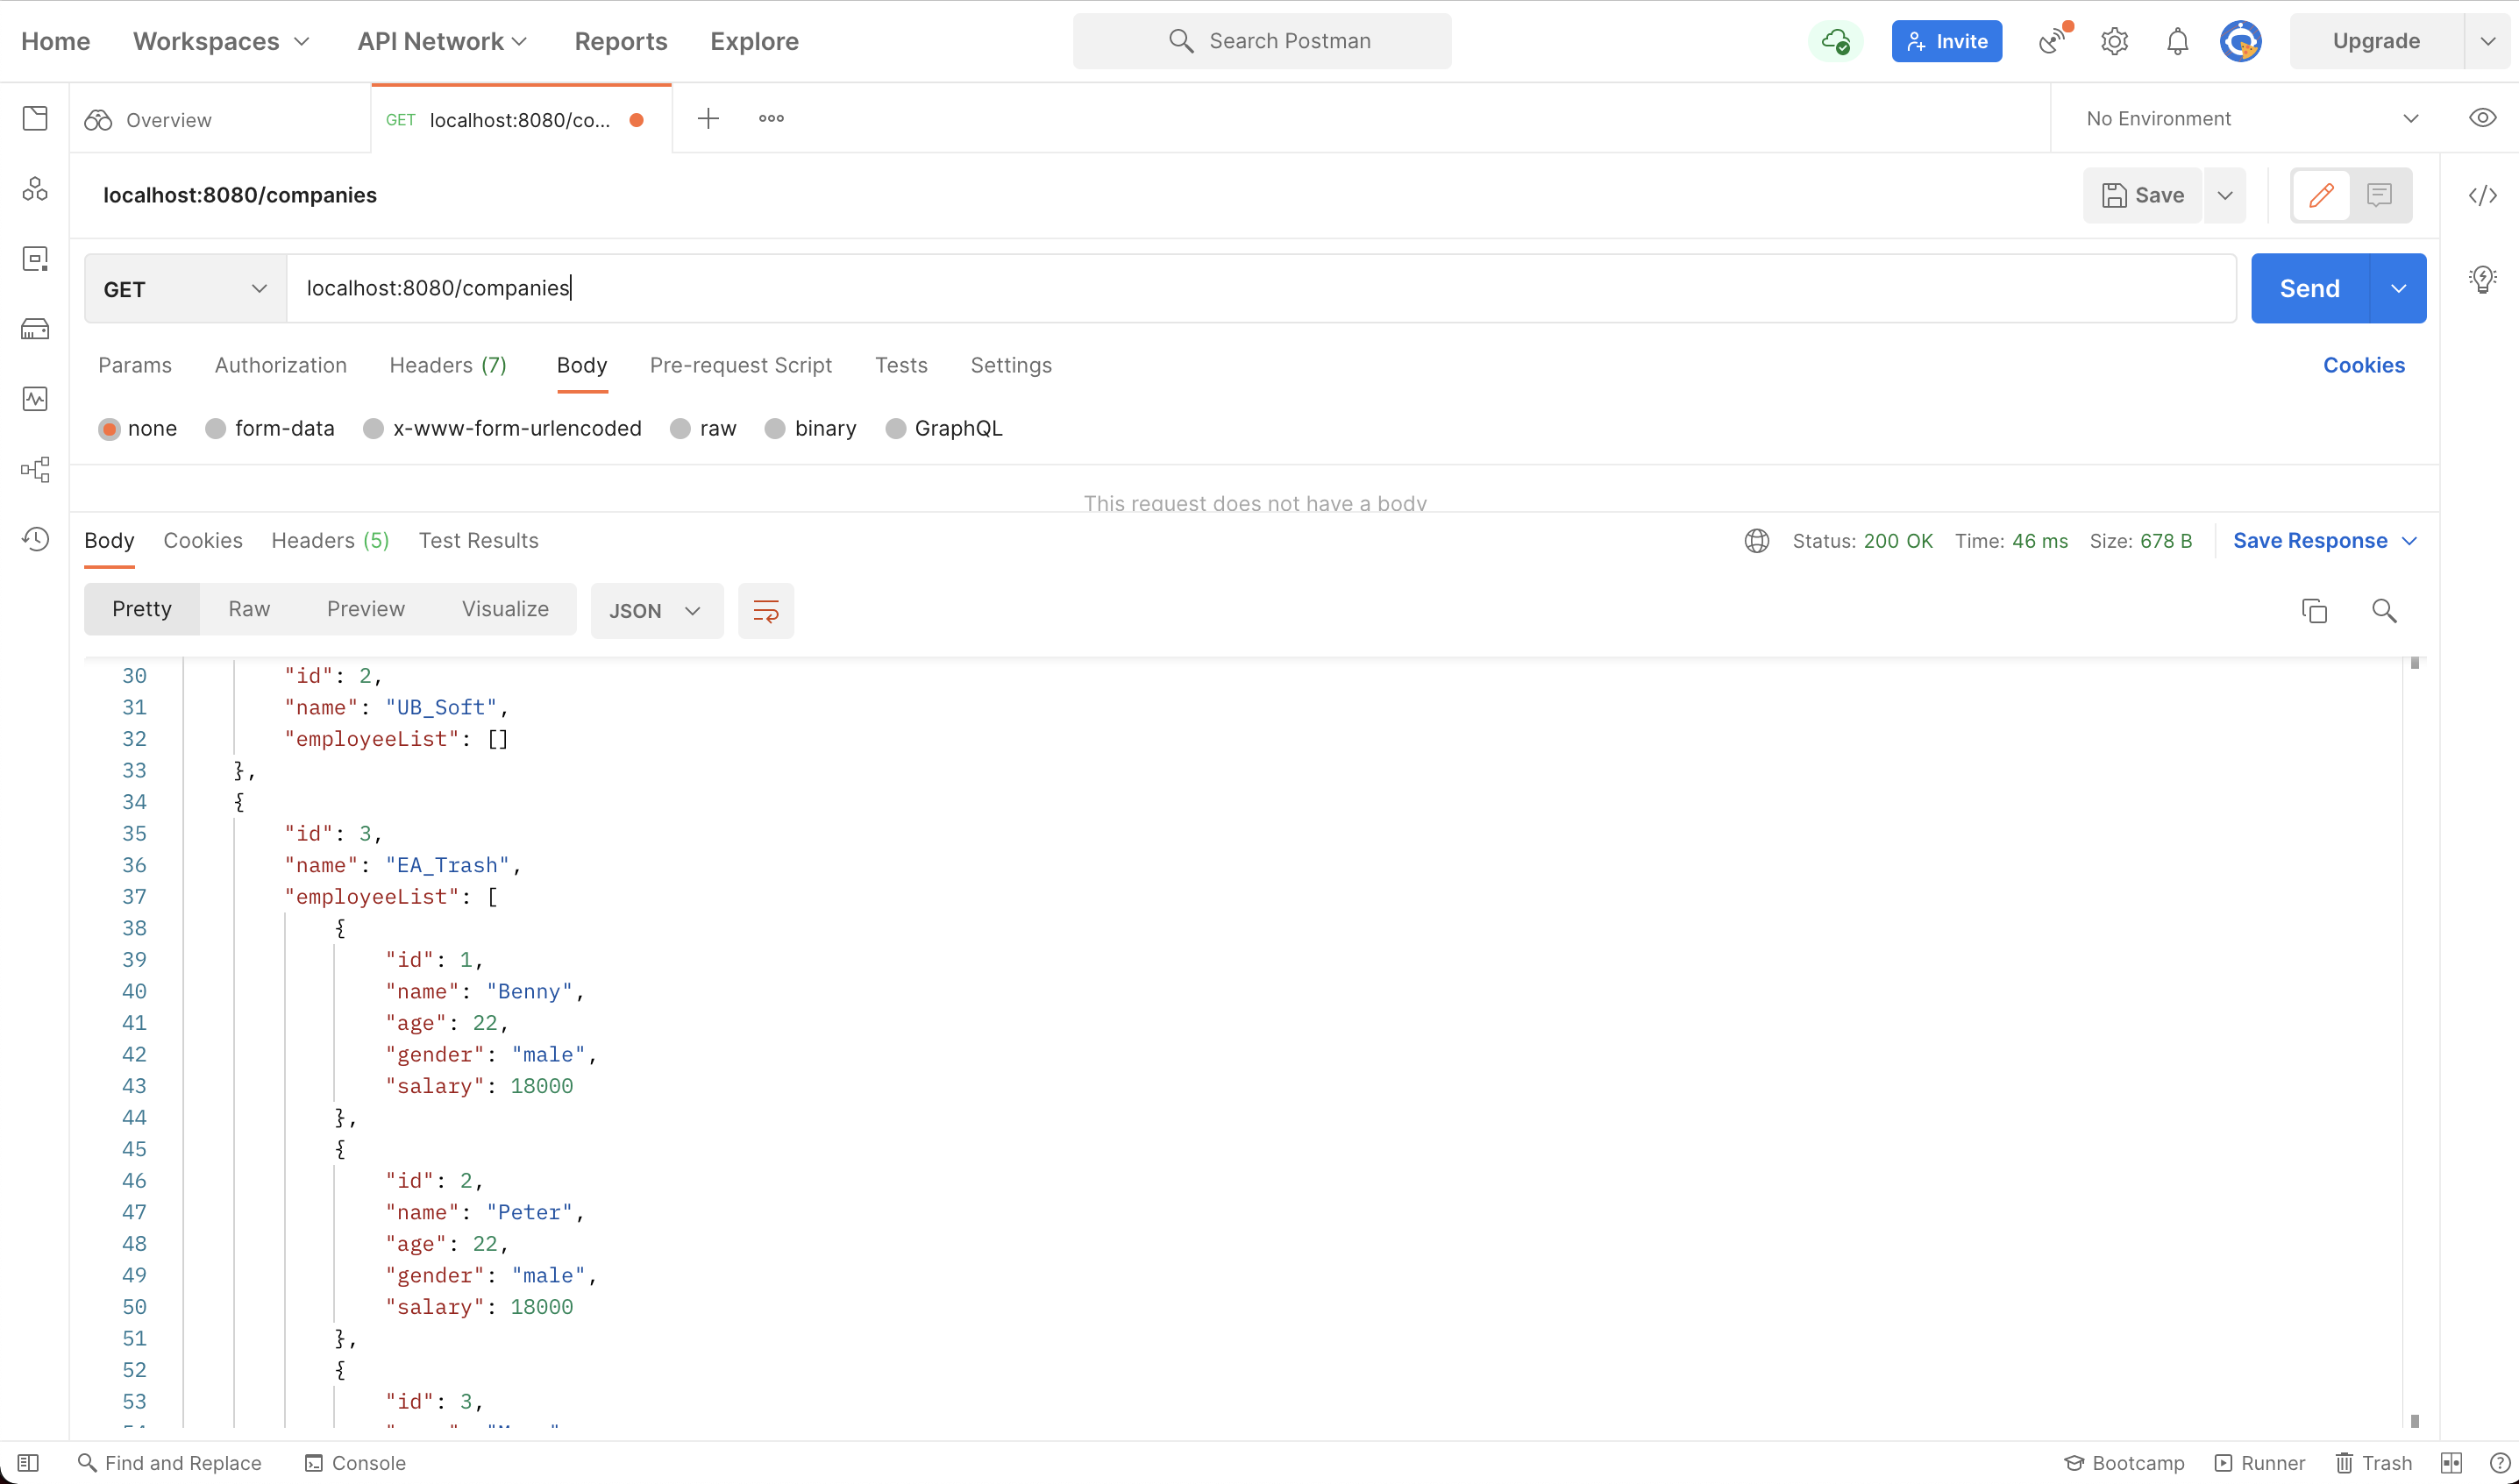 Home Workspaces API Network Reports Explore Search Postman Invite Upgrade
Overview GET localhost:8080/co... No Environment
localhost:8080/companies Save
GET localhost:8080/companies Send
Params Authorization Headers (7) Body Pre-request Script Tests Settings Cookies
none form-data x-www-form-urlencoded raw binary GraphQL
This request does not have a body
Body Cookies Headers (5) Test Results Status: 200 OK Time: 46 ms Size: 678 B Save Response
Pretty Raw Preview Visualize JSON
30 "id": 2,
31 "name": "UB_Soft",
32 "employeeList": []
33 },
34 {
35 "id": 3,
36 "name": "EA_Trash",
37 "employeeList": [
38 {
39 "id": 1,
40 "name": "Benny",
41 "age": 22,
42 "gender": "male",
43 "salary": 18000
44 },
45 {
46 "id": 2,
47 "name": "Peter",
48 "age": 22,
49 "gender": "male",
50 "salary": 18000
51 },
52 {
53 "id": 3,
Find and Replace Console Bootcamp Runner Trash